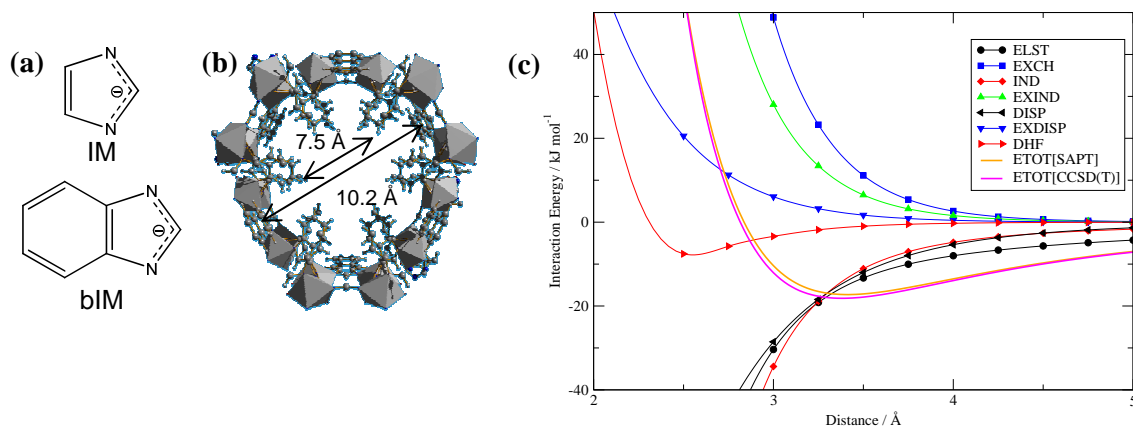 (a)
N
N
⊖
IM
N
N
⊖
bIM
(b)
7.5 Å
10.2 Å
(c)
Interaction Energy / kJ mol⁻¹
40
20
0
-20
-40
2
3
4
5
Distance / Å
ELST
EXCH
IND
EXIND
DISP
EXDISP
DHF
ETOT[SAPT]
ETOT[CCSD(T)]